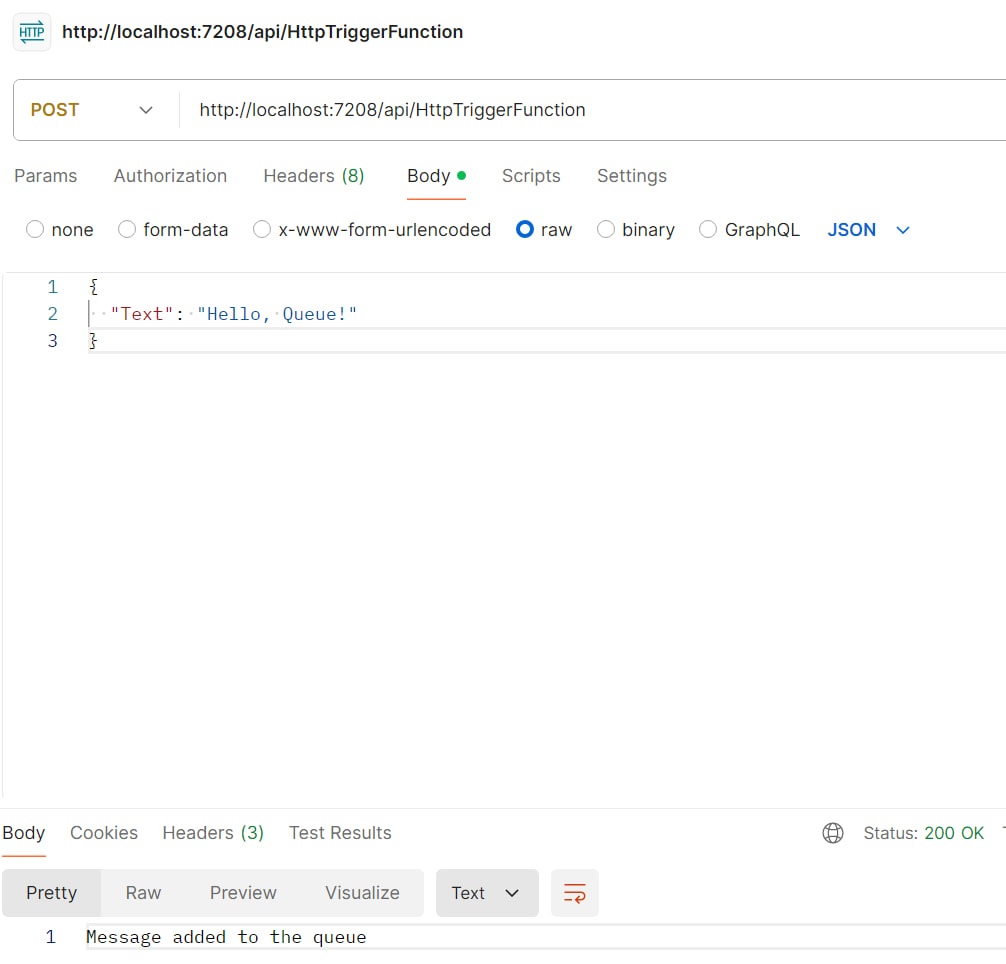 HTTP http://localhost:7208/api/HttpTriggerFunction
POST http://localhost:7208/api/HttpTriggerFunction
Params Authorization Headers (8) Body Scripts Settings
none form-data x-www-form-urlencoded raw binary GraphQL JSON
1 {
2 "Text": "Hello, Queue!"
3 }
Body Cookies Headers (3) Test Results Status: 200 OK
Pretty Raw Preview Visualize Text
1 Message added to the queue